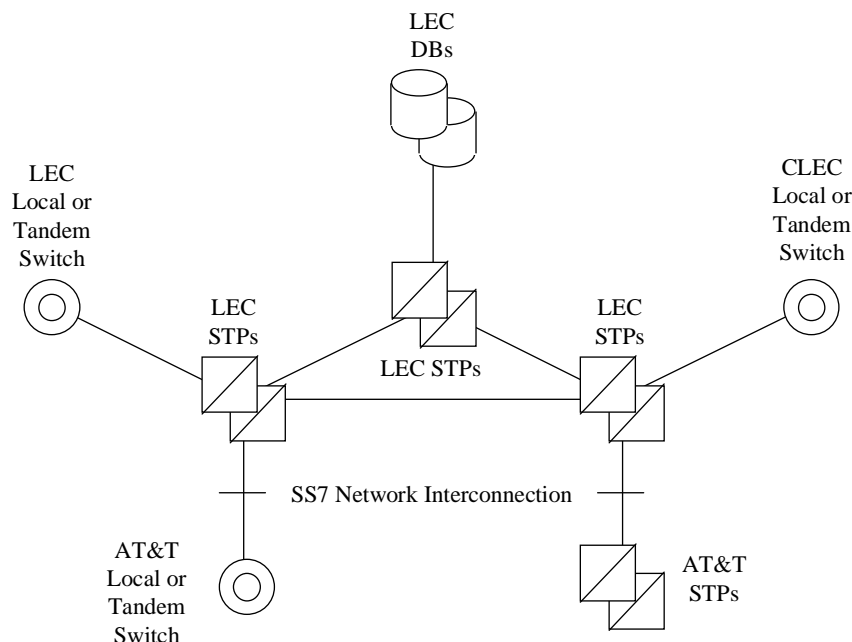 LEC
DBs
LEC
Local or
Tandem
Switch
CLEC
Local or
Tandem
Switch
LEC
STPs
LEC
STPs
LEC STPs
SS7 Network Interconnection
AT&T
Local or
Tandem
Switch
AT&T
STPs